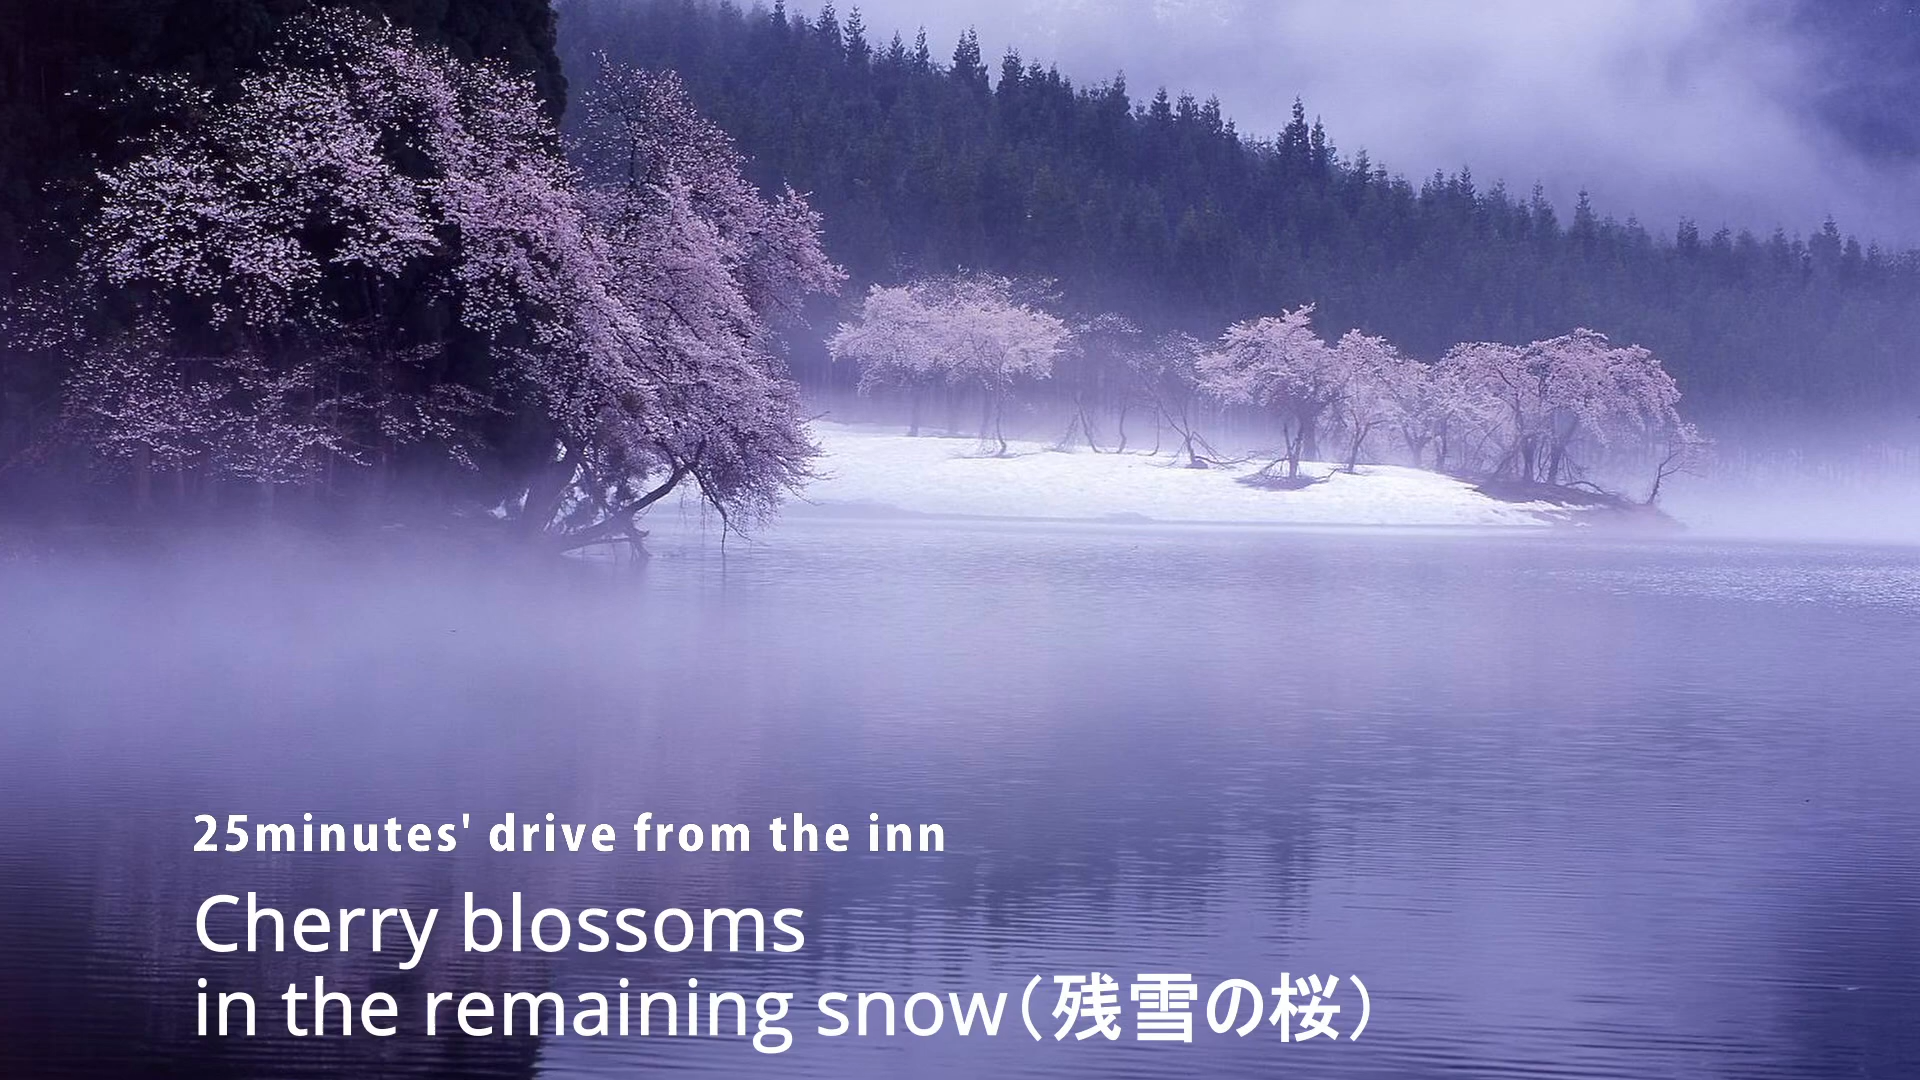 25minutes' drive from the inn
Cherry blossoms
in the remaining snow（残雪の桜）